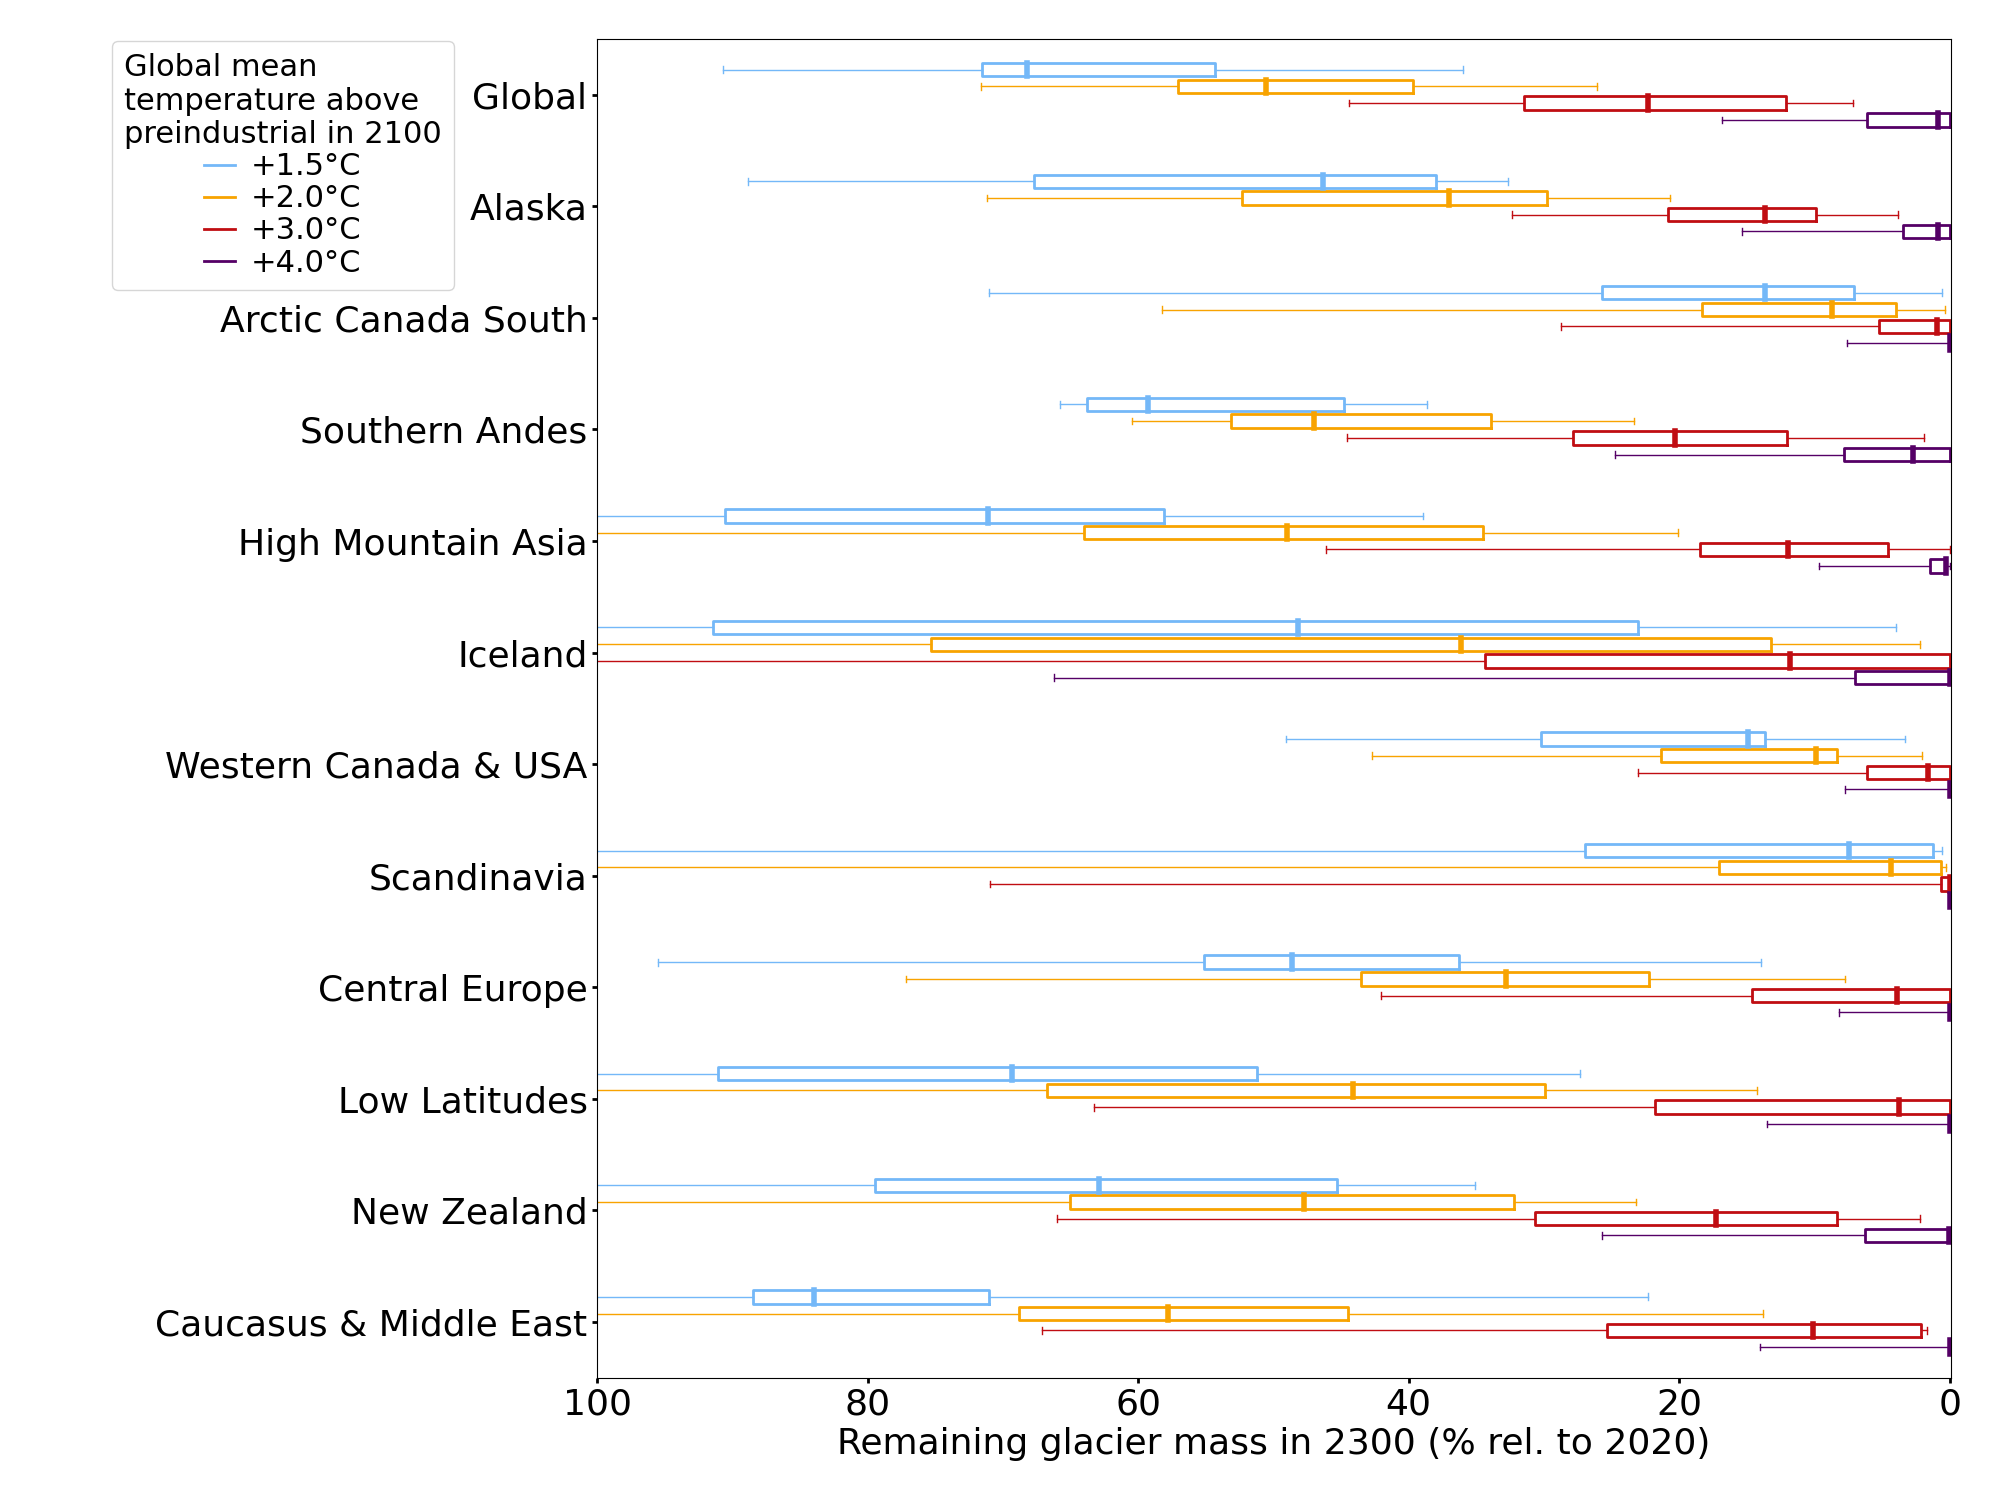 Global mean
temperature above
preindustrial in 2100
+1.5°C
+2.0°C
+3.0°C
+4.0°C
Global
Alaska
Arctic Canada South
Southern Andes
High Mountain Asia
Iceland
Western Canada & USA
Scandinavia
Central Europe
Low Latitudes
New Zealand
Caucasus & Middle East
100 80 60 40 20 0
Remaining glacier mass in 2300 (% rel. to 2020)